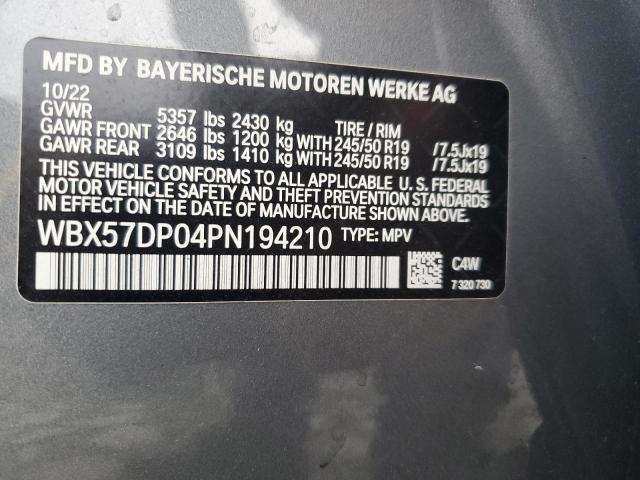 MFD BY BAYERISCHE MOTOREN WERKE AG
10/22
GVWR 5357 lbs 2430 kg TIRE / RIM
GAWR FRONT 2646 lbs 1200 kg WITH 245/50 R19 /7.5Jx19
GAWR REAR 3109 lbs 1410 kg WITH 245/50 R19 /7.5Jx19
THIS VEHICLE CONFORMS TO ALL APPLICABLE U.S. FEDERAL
MOTOR VEHICLE SAFETY AND THEFT PREVENTION STANDARDS
IN EFFECT ON THE DATE OF MANUFACTURE SHOWN ABOVE.
WBX57DP04PN194210 TYPE: MPV
C4W
7 320 730